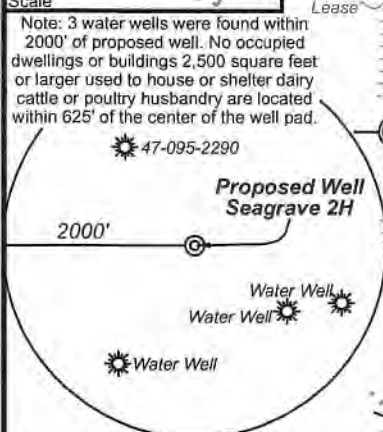 Scale
Lease
Note: 3 water wells were found within
2000' of proposed well. No occupied
dwellings or buildings 2,500 square feet
or larger used to house or shelter dairy
cattle or poultry husbandry are located
within 625' of the center of the well pad.
47-095-2290
Proposed Well
Seagrave 2H
2000'
Water Well
Water Well
Water Well